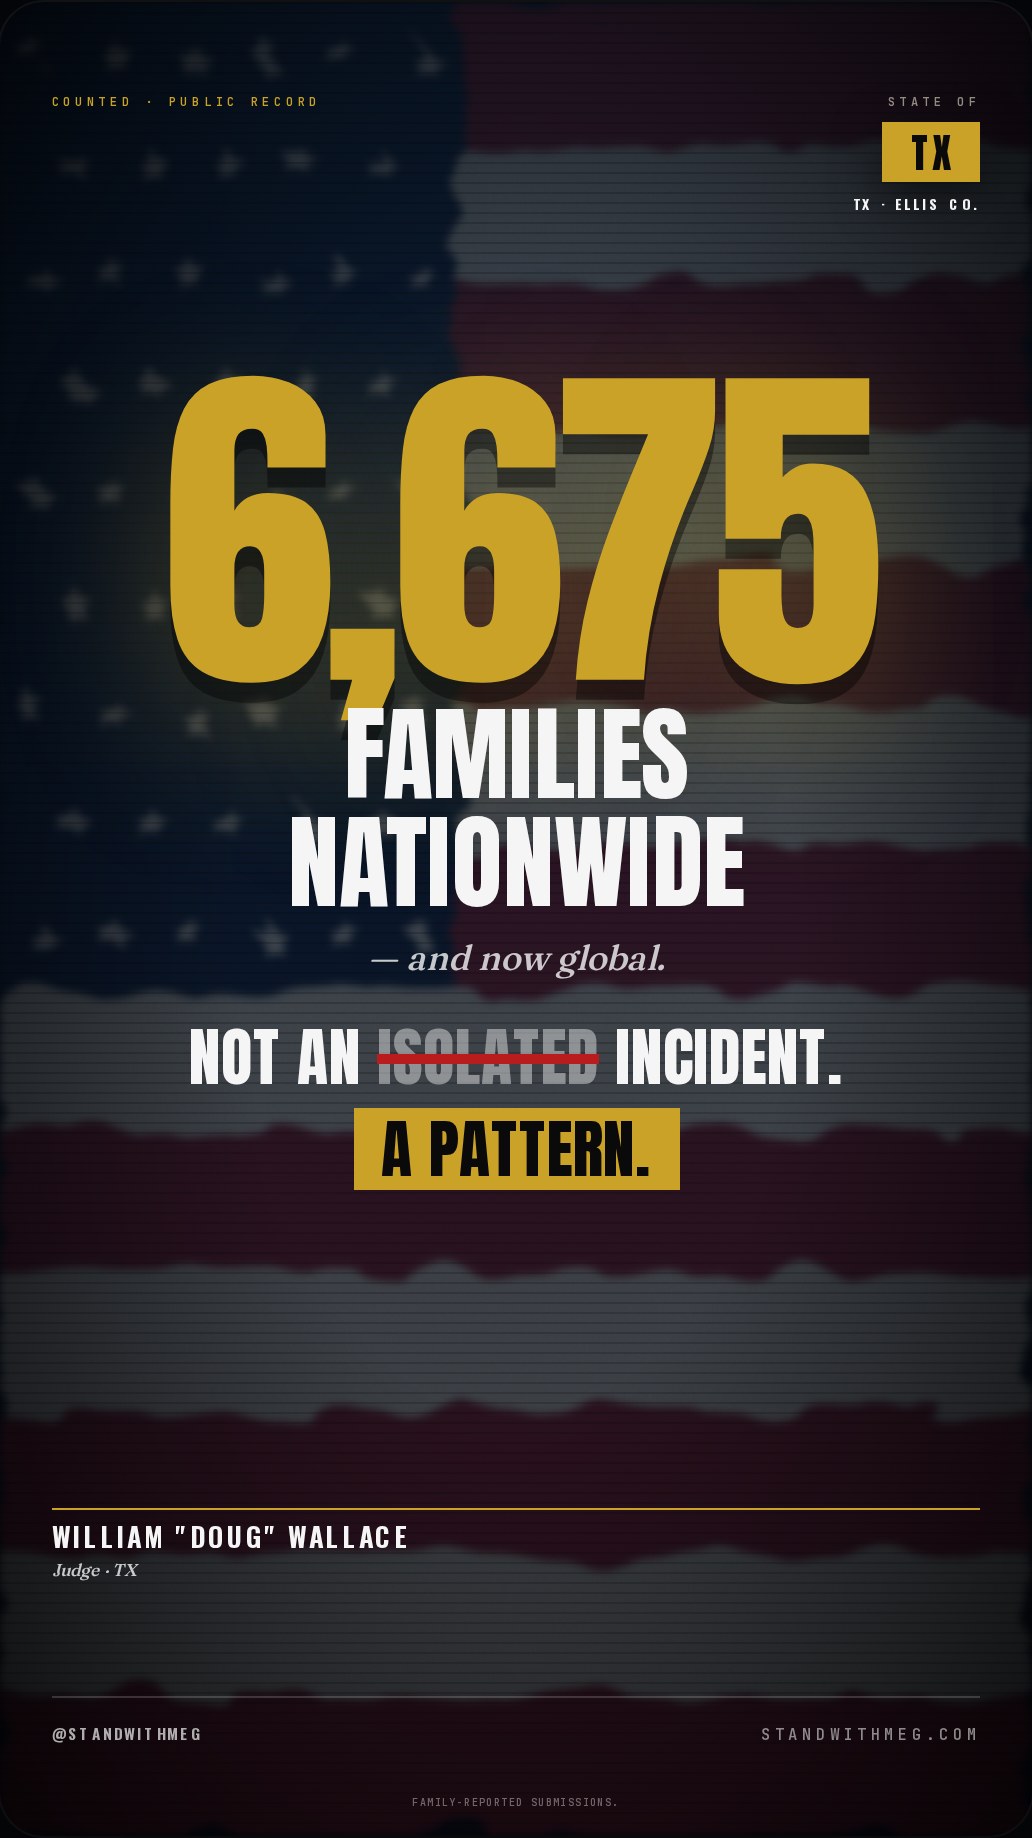 COUNTED · PUBLIC RECORD
STATE OF
TX
TX · ELLIS CO.
6,675
FAMILIES
NATIONWIDE
— and now global.
NOT AN ISOLATED INCIDENT.
A PATTERN.
WILLIAM "DOUG" WALLACE
Judge · TX
@STANDWITHMEG
STANDWITHMEG.COM
FAMILY-REPORTED SUBMISSIONS.